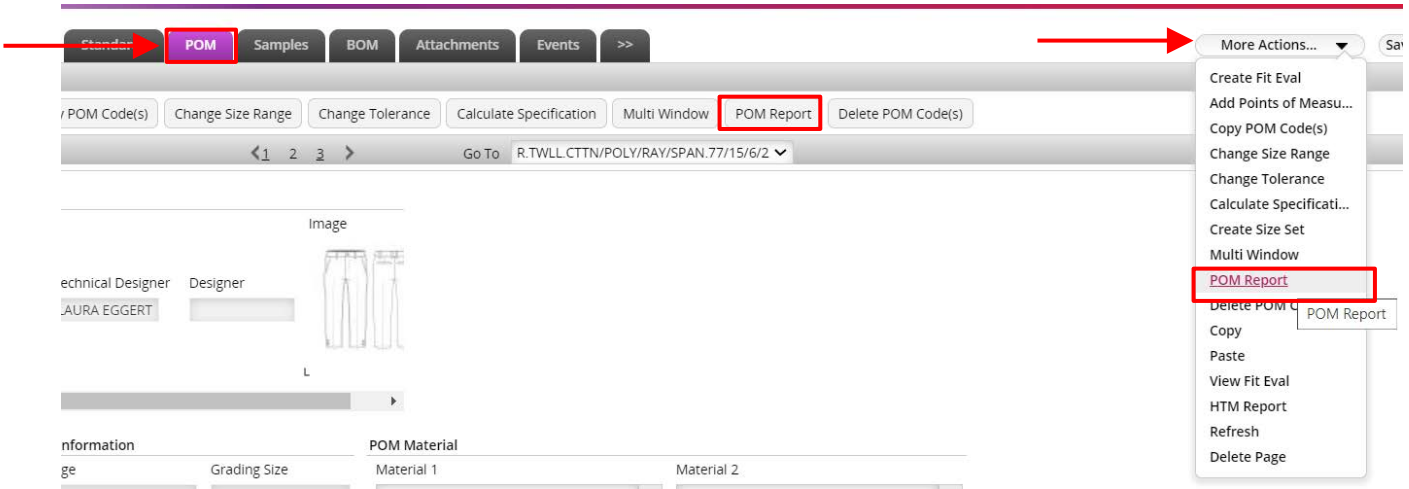 Standar POM Samples BOM Attachments Events >>
More Actions... Sav
POM Code(s) Change Size Range Change Tolerance Calculate Specification Multi Window POM Report Delete POM Code(s)
1 2 3 Go To R.TWLL.CTTN/POLY/RAY/SPAN.77/15/6/2
Image
echnical Designer Designer
LAURA EGGERT
L
nformation POM Material
ge Grading Size Material 1 Material 2
Create Fit Eval
Add Points of Measu...
Copy POM Code(s)
Change Size Range
Change Tolerance
Calculate Specificati...
Create Size Set
Multi Window
POM Report
Delete POM C
POM Report
Copy
Paste
View Fit Eval
HTM Report
Refresh
Delete Page